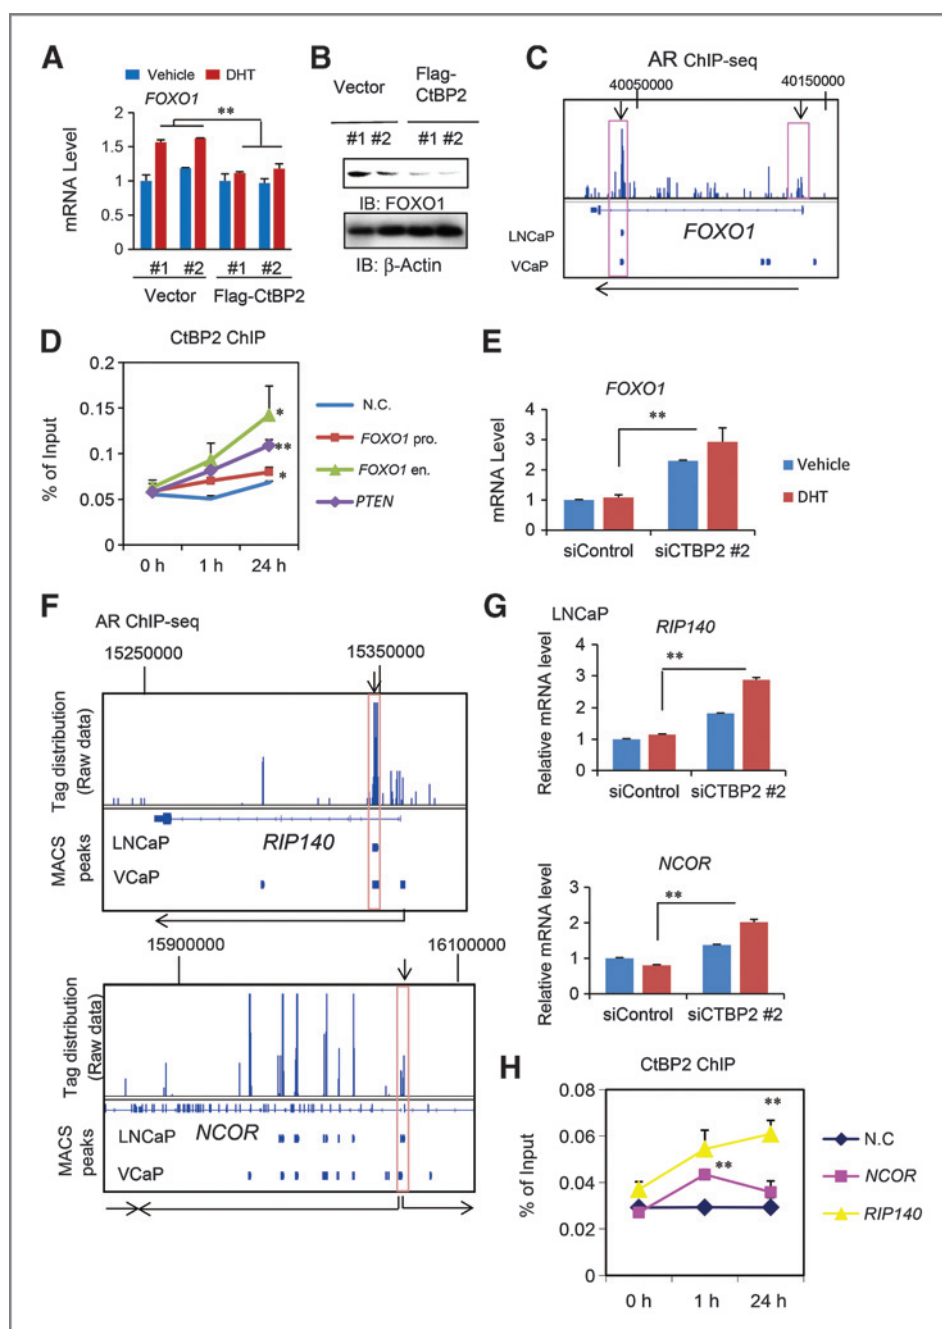 A
Vehicle DHT
FOXO1
**
mRNA Level
2
1.5
1
0.5
0
#1 #2 #1 #2
Vector Flag-CtBP2
B
Vector Flag-
CtBP2
#1 #2 #1 #2
IB: FOXO1
IB: β-Actin
C
AR ChIP-seq
40050000 40150000
FOXO1
LNCaP
VCaP
D
CtBP2 ChIP
% of Input
0.2
0.15
0.1
0.05
0
*
**
*
0 h 1 h 24 h
N.C.
FOXO1 pro.
FOXO1 en.
PTEN
E
FOXO1
**
mRNA Level
4
3
2
1
0
siControl siCTBP2 #2
Vehicle
DHT
F
AR ChIP-seq
15250000 15350000
Tag distribution
(Raw data)
RIP140
MACS
peaks
LNCaP
VCaP
15900000 16100000
Tag distribution
(Raw data)
NCOR
MACS
peaks
LNCaP
VCaP
G
LNCaP
RIP140
**
Relative mRNA level
4
3
2
1
0
siControl siCTBP2 #2
NCOR
**
Relative mRNA level
3
2
1
0
siControl siCTBP2 #2
H
CtBP2 ChIP
% of Input
0.08
0.06
0.04
0.02
0
**
**
0 h 1 h 24 h
N.C
NCOR
RIP140